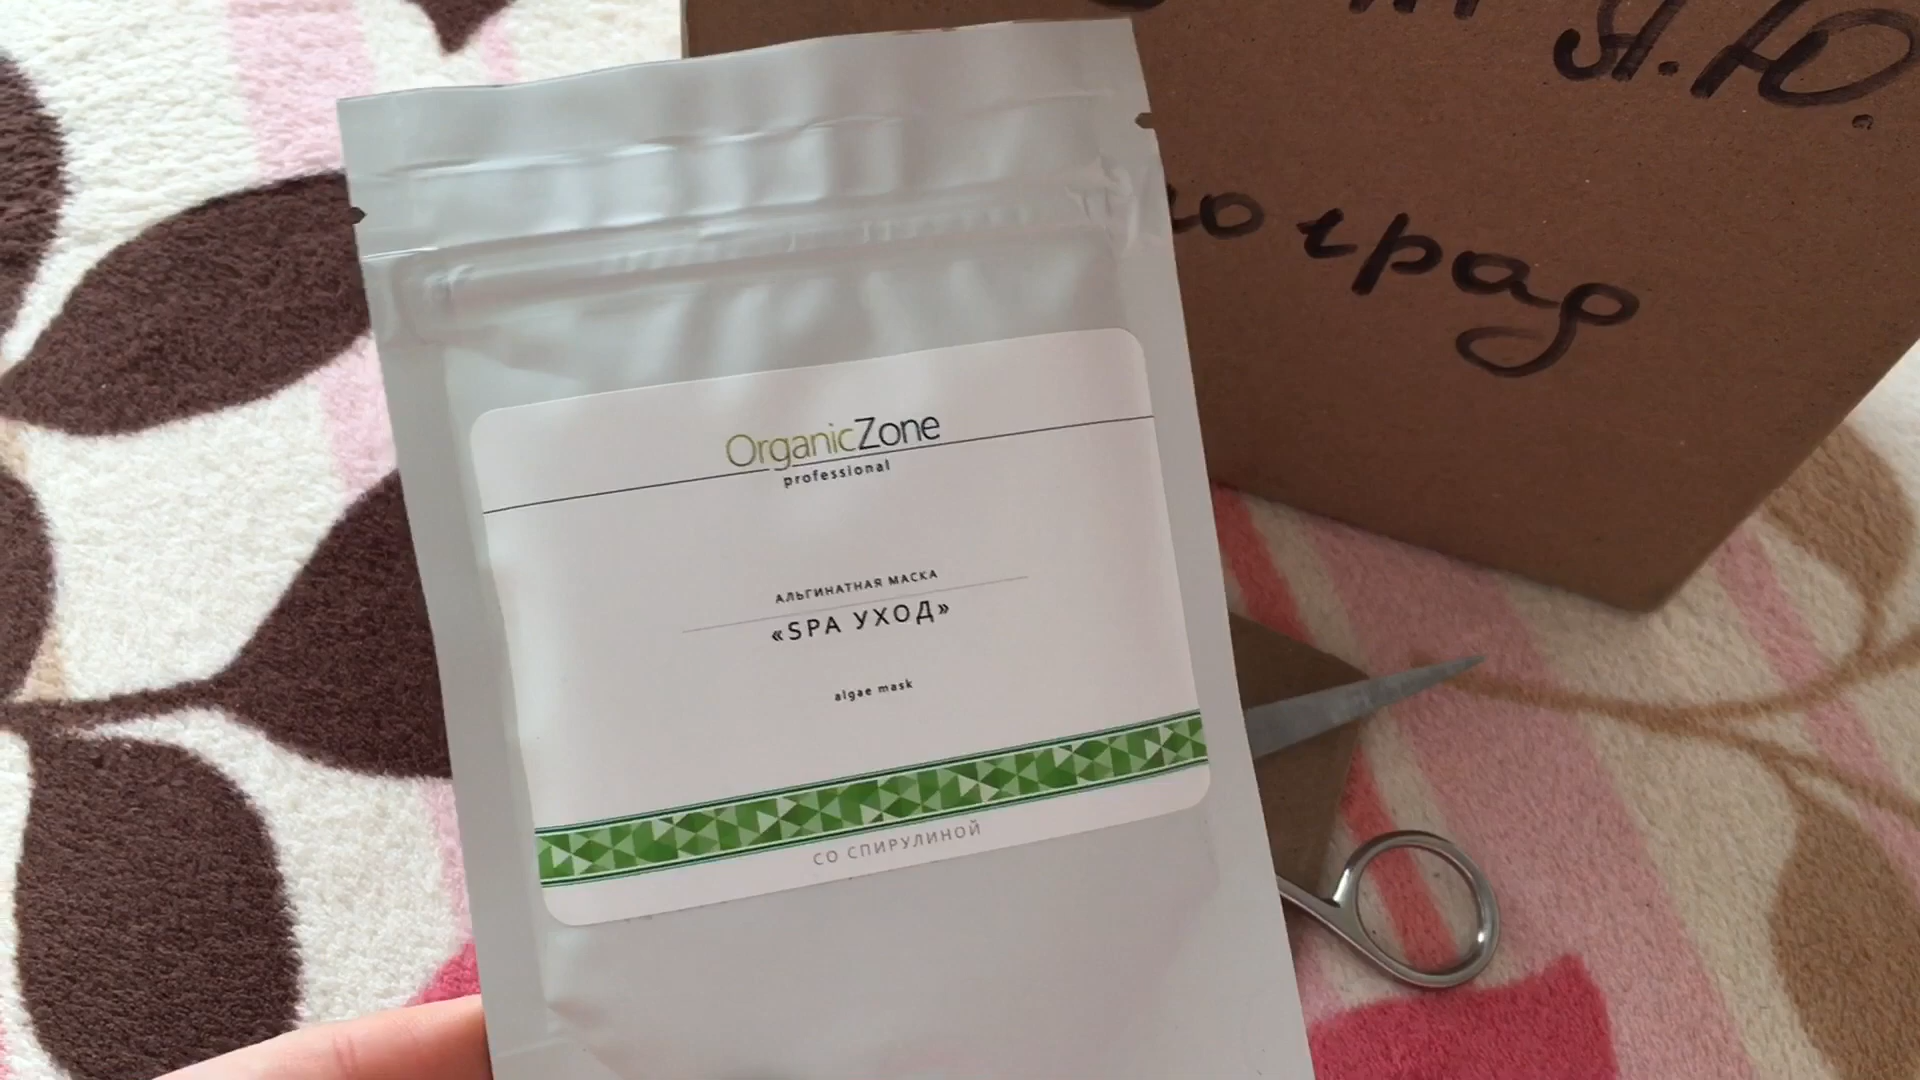 Я.Ю.
OrganicZone
professional
АЛЬГИНАТНАЯ МАСКА
«SPA УХОД»
algae mask
СО СПИРУЛИНОЙ